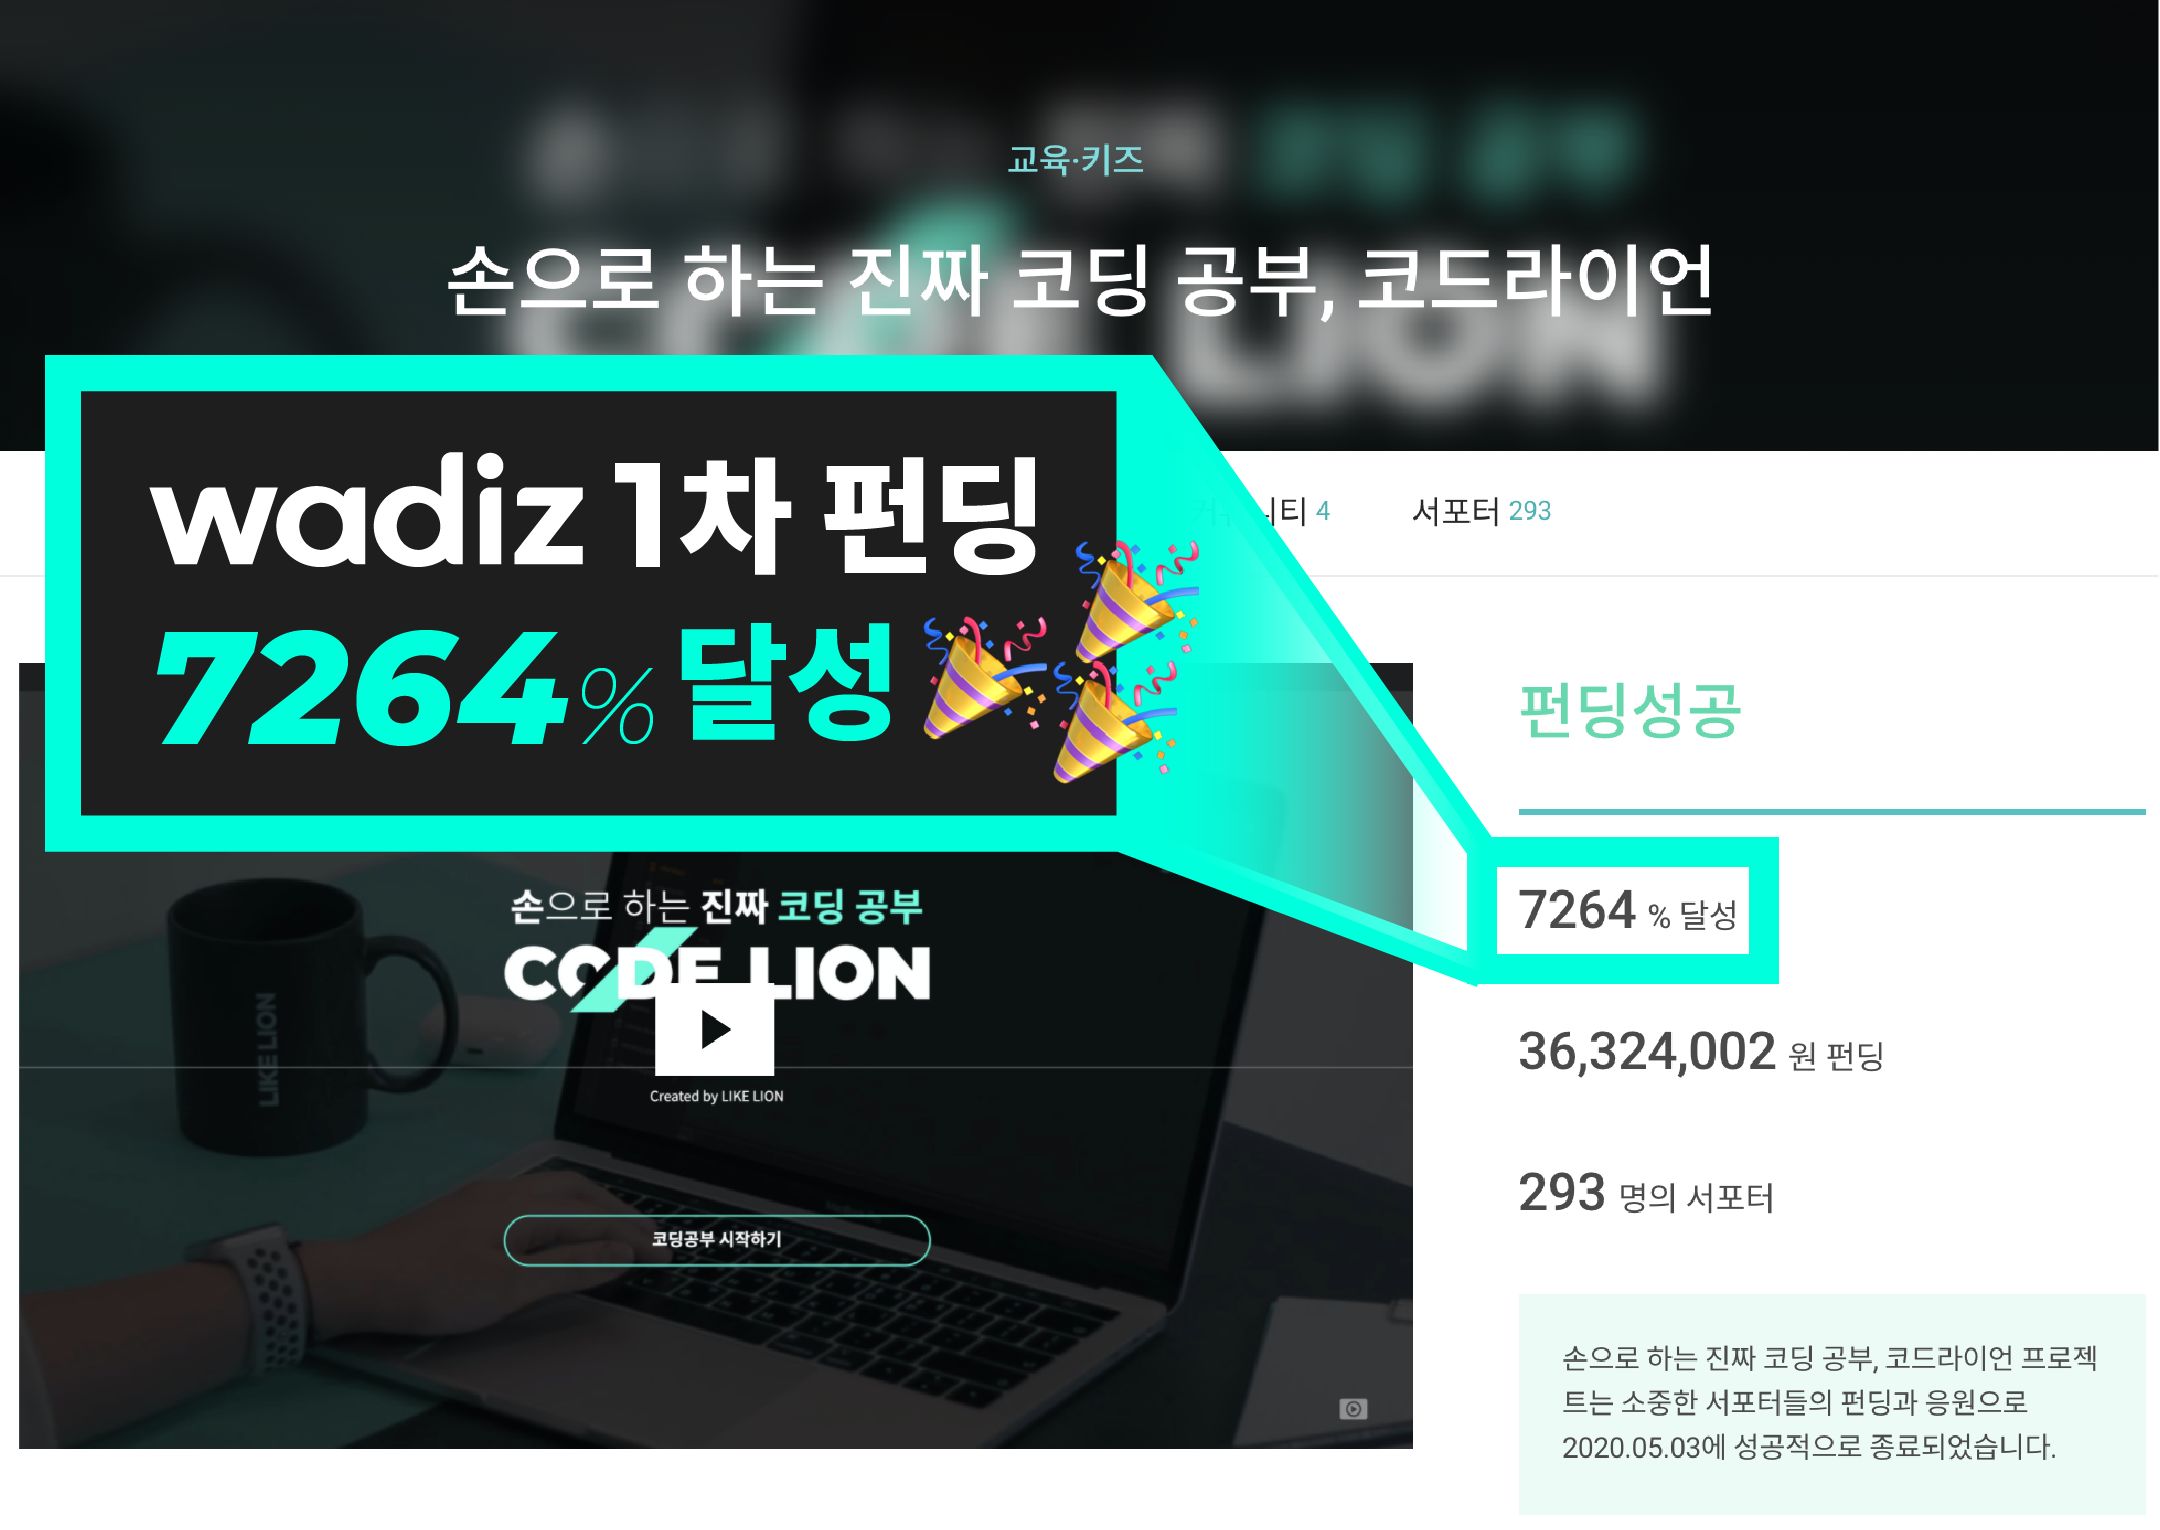 교육·키즈
손으로 하는 진짜 코딩 공부, 코드라이언
wadiz 1차 펀딩
7264% 달성
4
서포터 293
펀딩성공
7264 % 달성
36,324,002 원 펀딩
293 명의 서포터
손으로 하는 진짜 코딩 공부, 코드라이언 프로젝
트는 소중한 서포터들의 펀딩과 응원으로
2020.05.03에 성공적으로 종료되었습니다.
손으로 하는 진짜 코딩 공부
CODE LION
Created by LIKE LION
코딩공부 시작하기
LIKE LION